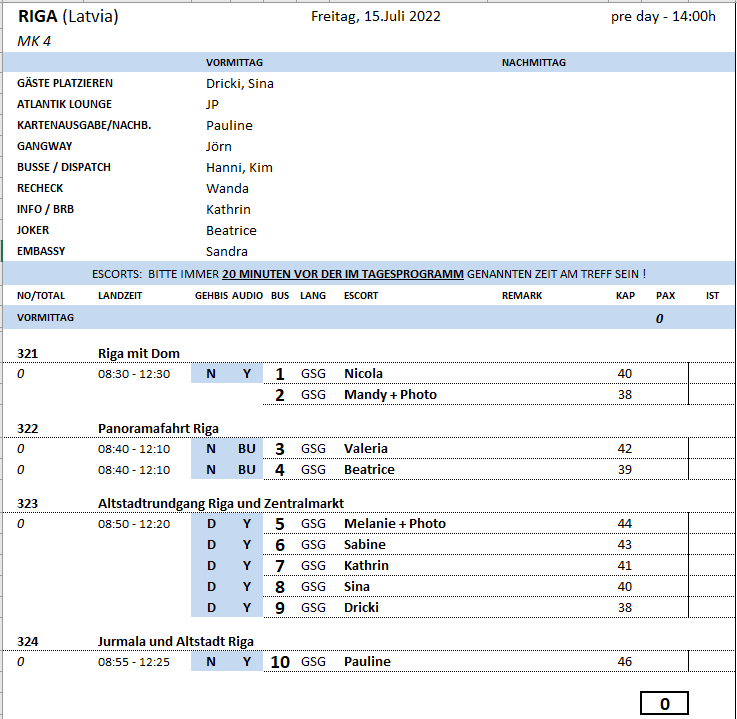 RIGA (Latvia) Freitag, 15.Juli 2022 pre day - 14:00h
MK 4
VORMITTAG NACHMITTAG
GÄSTE PLATZIEREN Dricki, Sina
ATLANTIK LOUNGE JP
KARTENAUSGABE/NACHB. Pauline
GANGWAY Jörn
BUSSE / DISPATCH Hanni, Kim
RECHECK Wanda
INFO / BRB Kathrin
JOKER Beatrice
EMBASSY Sandra
ESCORTS: BITTE IMMER 20 MINUTEN VOR DER IM TAGESPROGRAMM GENANNTEN ZEIT AM TREFF SEIN !
NO/TOTAL LANDZEIT GEHBIS AUDIO BUS LANG ESCORT REMARK KAP PAX IST
VORMITTAG 0
321 Riga mit Dom
0 08:30 - 12:30 N Y 1 GSG Nicola 40
2 GSG Mandy + Photo 38
322 Panoramafahrt Riga
0 08:40 - 12:10 N BU 3 GSG Valeria 42
0 08:40 - 12:10 N BU 4 GSG Beatrice 39
323 Altstadtrundgang Riga und Zentralmarkt
0 08:50 - 12:20 D Y 5 GSG Melanie + Photo 44
D Y 6 GSG Sabine 43
D Y 7 GSG Kathrin 41
D Y 8 GSG Sina 40
D Y 9 GSG Dricki 38
324 Jurmala und Altstadt Riga
0 08:55 - 12:25 N Y 10 GSG Pauline 46
0